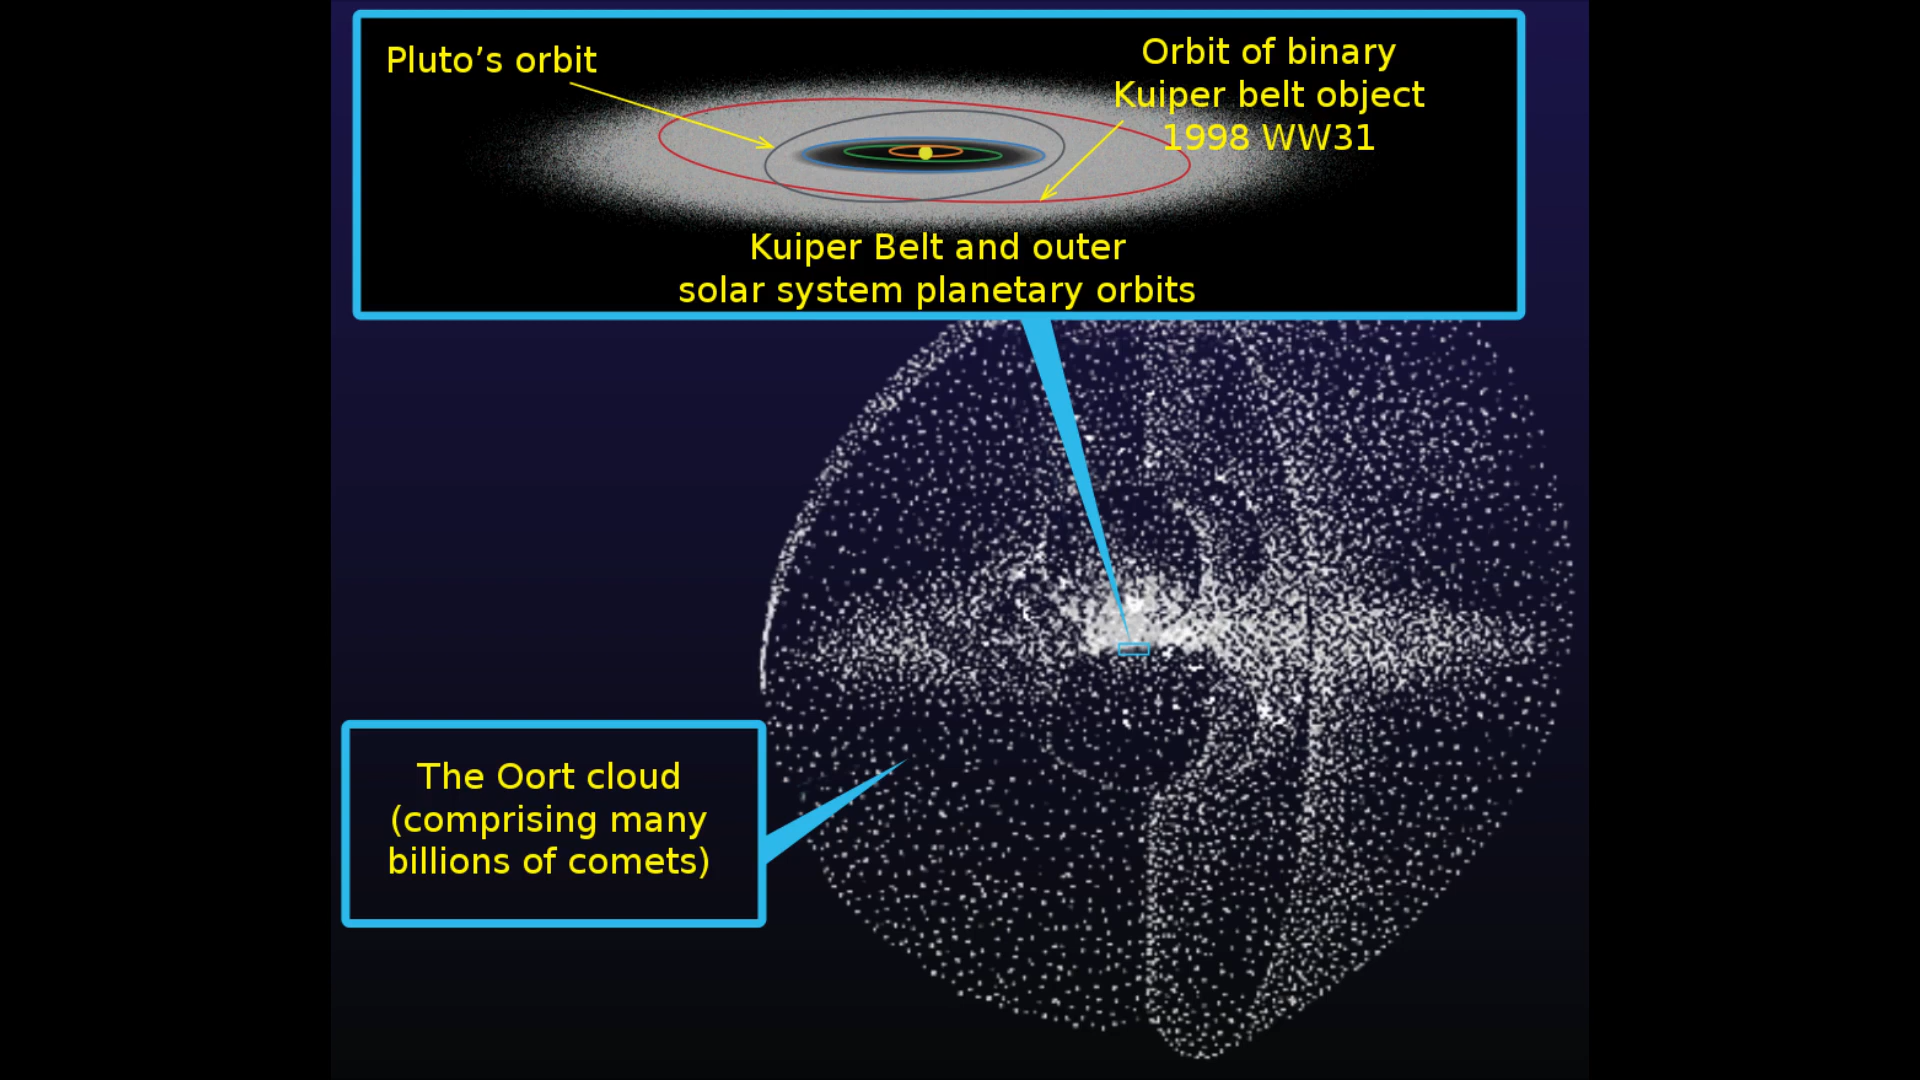 Pluto’s orbit
Orbit of binary
Kuiper belt object
1998 WW31
Kuiper Belt and outer
solar system planetary orbits
The Oort cloud
(comprising many
billions of comets)